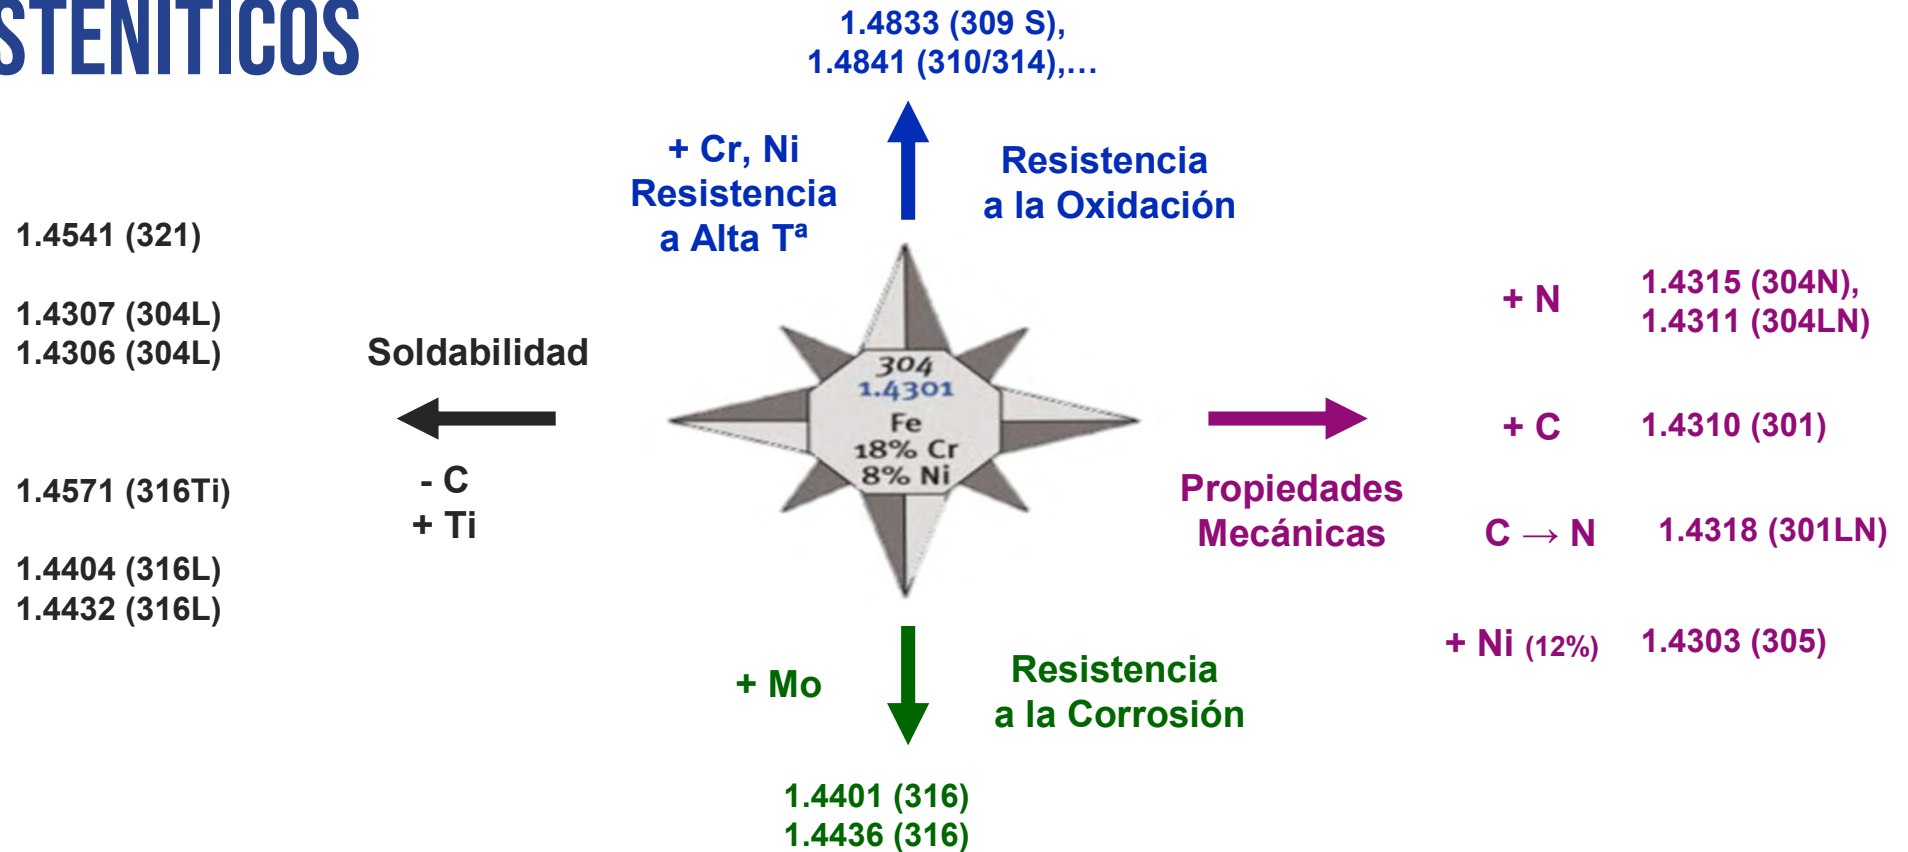 STENÍTICOS
1.4833 (309 S),
1.4841 (310/314),…
+ Cr, Ni
Resistencia
a Alta Tª
Resistencia
a la Oxidación
1.4541 (321)
1.4307 (304L)
1.4306 (304L)
1.4571 (316Ti)
1.4404 (316L)
1.4432 (316L)
Soldabilidad
- C
+ Ti
304
1.4301
Fe
18% Cr
8% Ni
Propiedades
Mecánicas
+ N
1.4315 (304N),
1.4311 (304LN)
+ C 1.4310 (301)
C → N 1.4318 (301LN)
+ Ni (12%) 1.4303 (305)
+ Mo
Resistencia
a la Corrosión
1.4401 (316)
1.4436 (316)